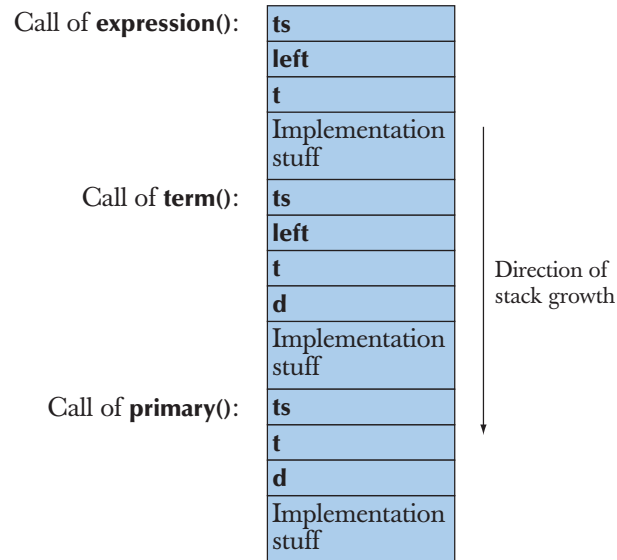 Call of expression(): ts
left
t
Implementation
stuff
Call of term(): ts
left
t
d
Direction of
stack growth
Implementation
stuff
Call of primary(): ts
t
d
Implementation
stuff